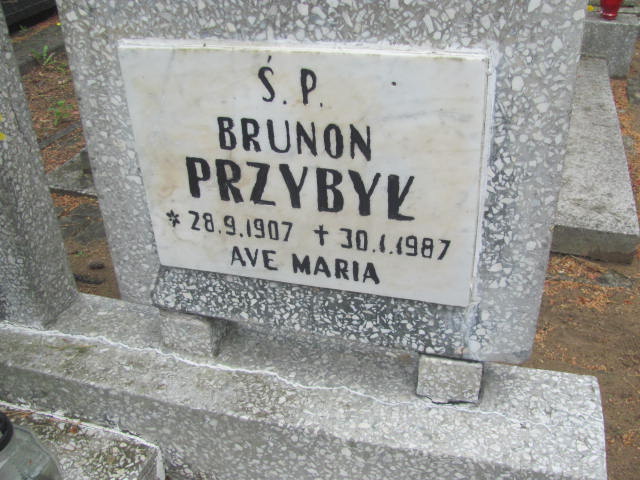 Ś. P.
BRUNON
PRZYBYŁ
* 28.9.1907 † 30.1.1987
AVE MARIA